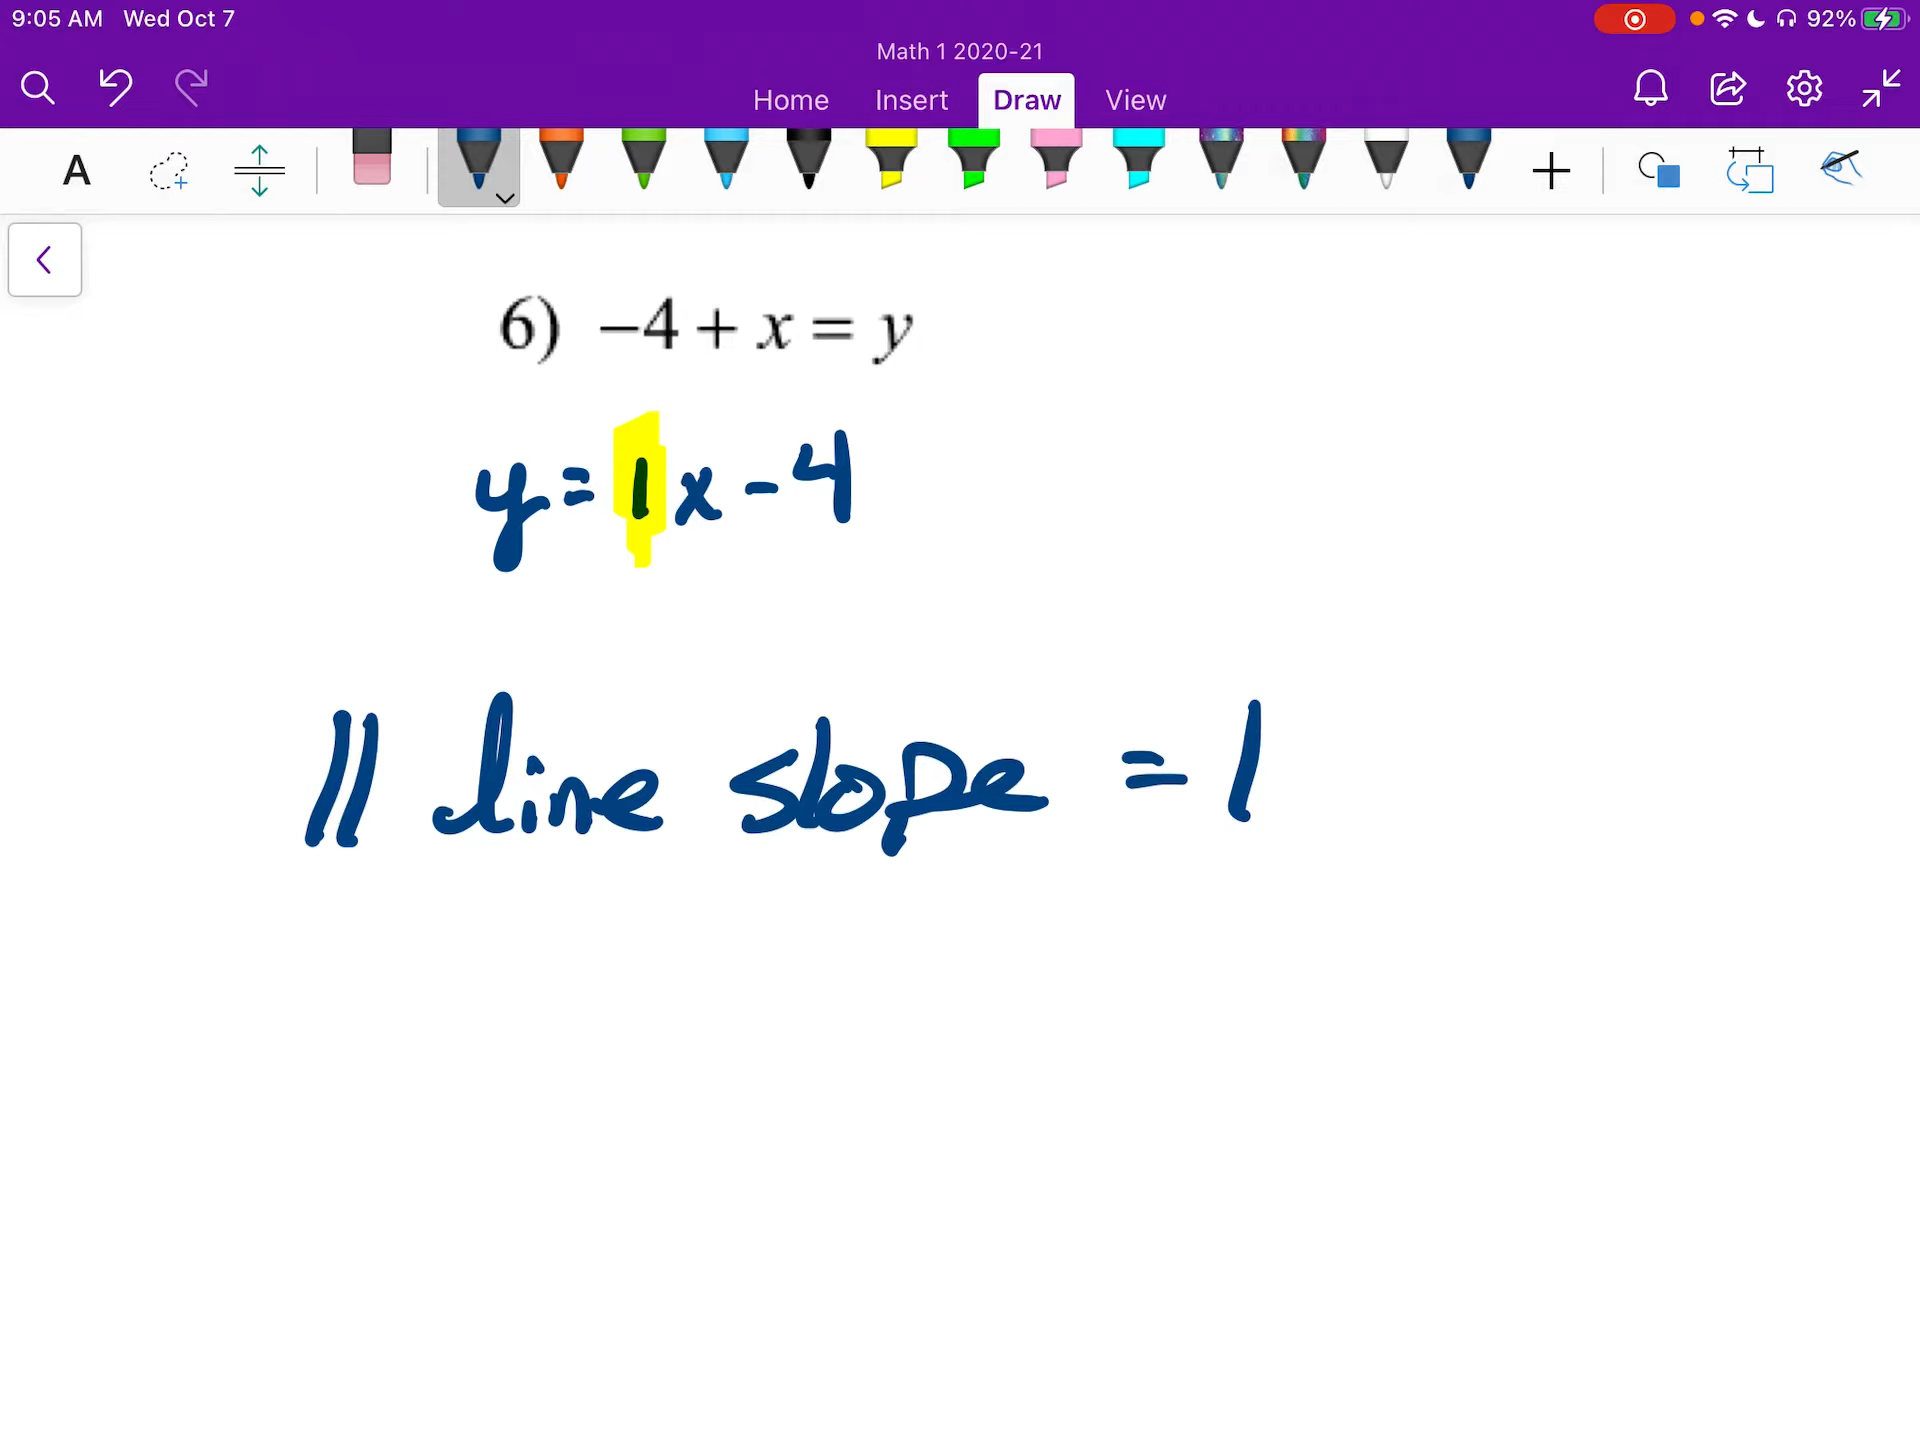 9:05 AM Wed Oct 7
92%
Math 1 2020-21
Home Insert Draw View
A
6) −4 + x = y
y = 1x - 4
|| line slope = 1